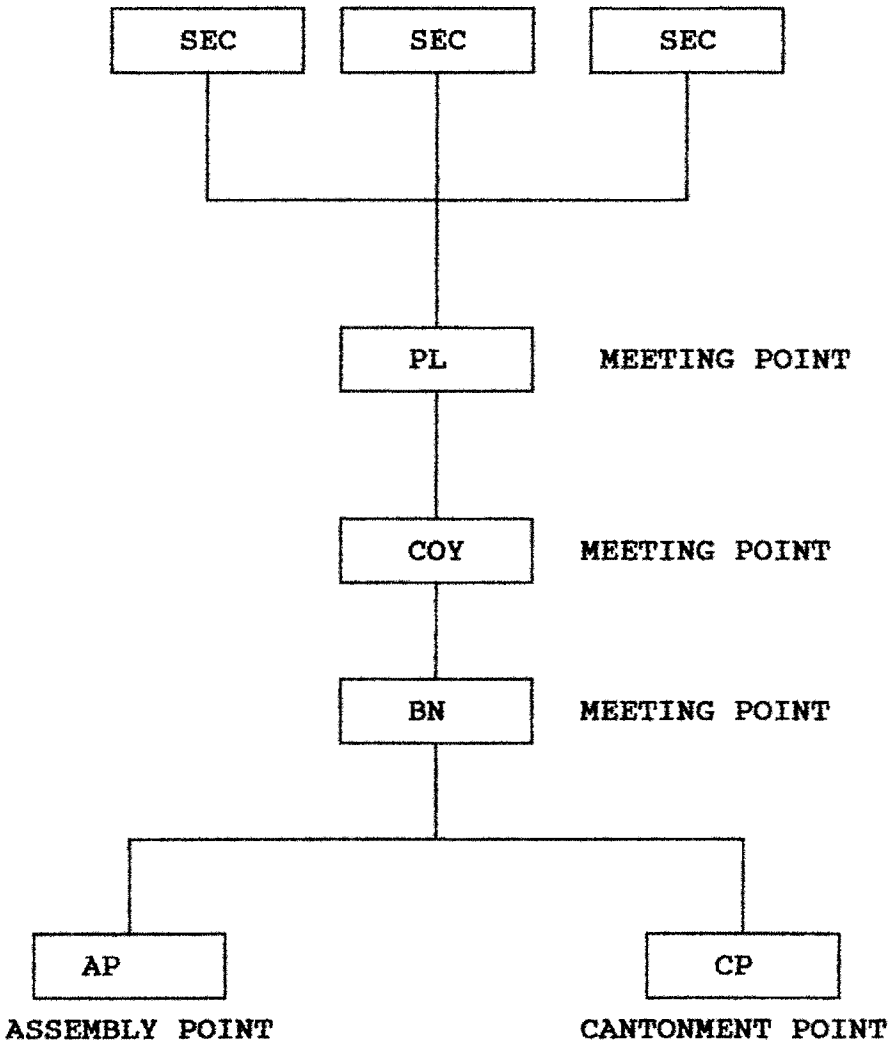 SEC SEC SEC
PL MEETING POINT
COY MEETING POINT
BN MEETING POINT
AP CP
ASSEMBLY POINT CANTONMENT POINT